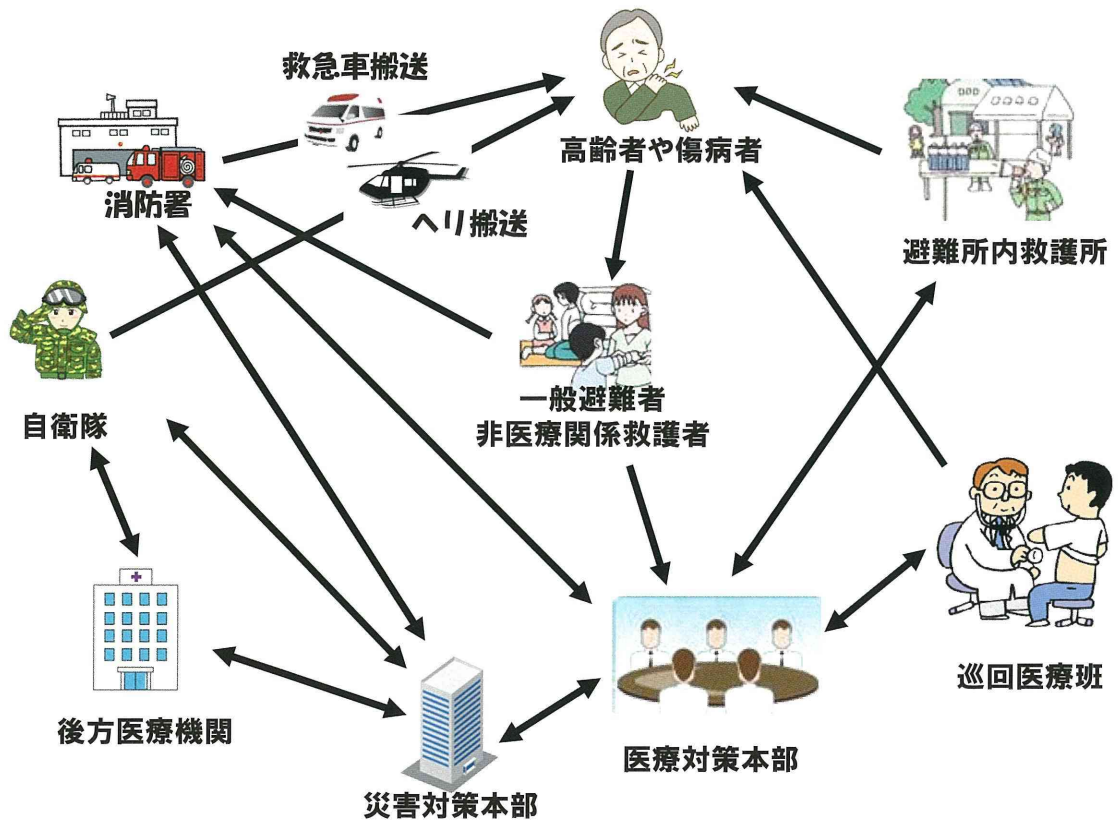 救急車搬送
高齢者や傷病者
消防署
ヘリ搬送
避難所内救護所
自衛隊
一般避難者
非医療関係救護者
後方医療機関
巡回医療班
医療対策本部
災害対策本部